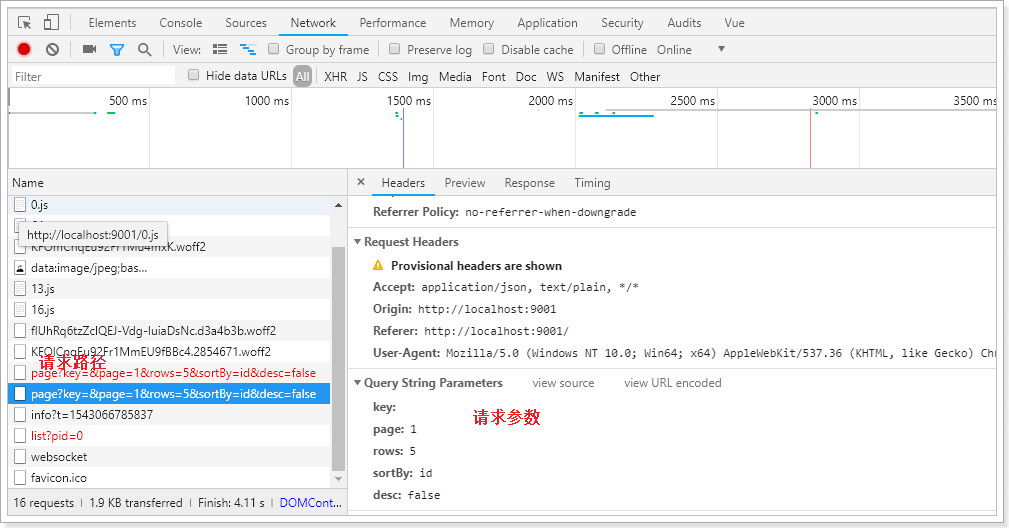 Elements Console Sources Network Performance Memory Application Security Audits Vue
View: Group by frame Preserve log Disable cache Offline Online
Filter Hide data URLs All XHR JS CSS Img Media Font Doc WS Manifest Other
500 ms 1000 ms 1500 ms 2000 ms 2500 ms 3000 ms 3500 ms
Name
0.js
http://localhost:9001/0.js
KFOmCnqEu92Fr1Mu4mxK.woff2
data:image/jpeg;bas...
13.js
16.js
flUhRq6tzZclQEJ-Vdg-IuiaDsNc.d3a4b3b.woff2
KFOlCnqEu92Fr1MmEU9fBBc4.2854671.woff2
请求路径
page?key=&page=1&rows=5&sortBy=id&desc=false
page?key=&page=1&rows=5&sortBy=id&desc=false
info?t=1543066785837
list?pid=0
websocket
favicon.ico
16 requests | 1.9 KB transferred | Finish: 4.11 s | DOMCont...
× Headers Preview Response Timing
Referrer Policy: no-referrer-when-downgrade
Request Headers
Provisional headers are shown
Accept: application/json, text/plain, */*
Origin: http://localhost:9001
Referer: http://localhost:9001/
User-Agent: Mozilla/5.0 (Windows NT 10.0; Win64; x64) AppleWebKit/537.36 (KHTML, like Gecko) Chr
Query String Parameters view source view URL encoded
key:
请求参数
page: 1
rows: 5
sortBy: id
desc: false